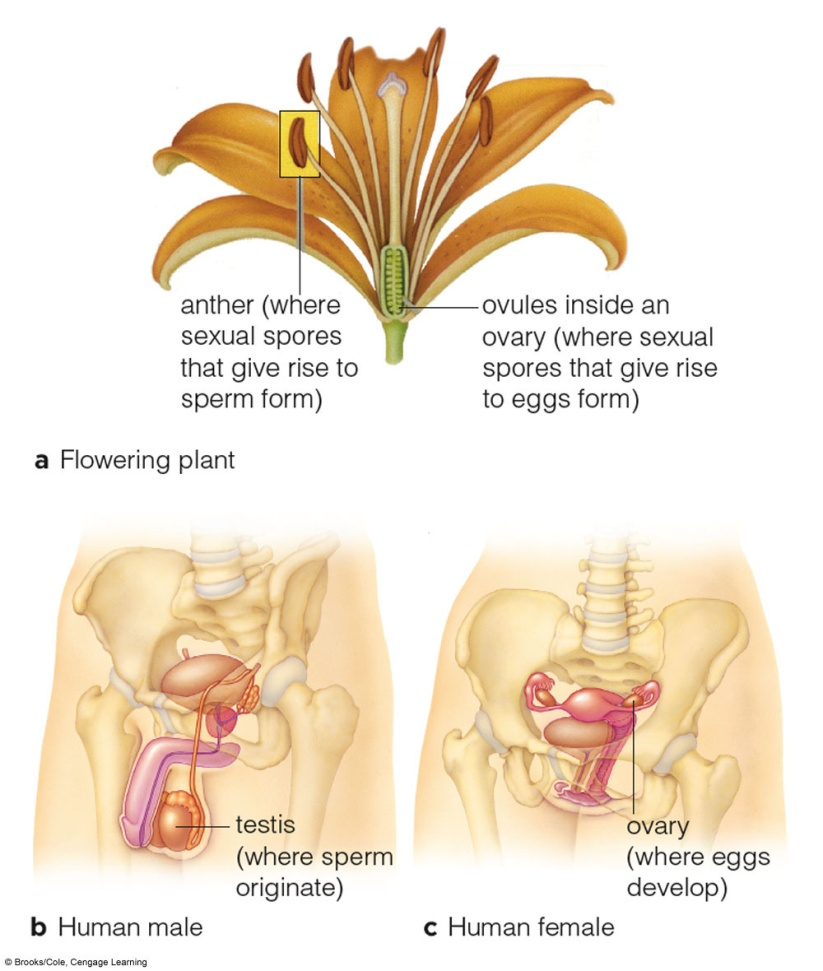 anther (where
sexual spores
that give rise to
sperm form)
ovules inside an
ovary (where sexual
spores that give rise
to eggs form)
a Flowering plant
testis
(where sperm
originate)
ovary
(where eggs
develop)
b Human male
c Human female
© Brooks/Cole, Cengage Learning